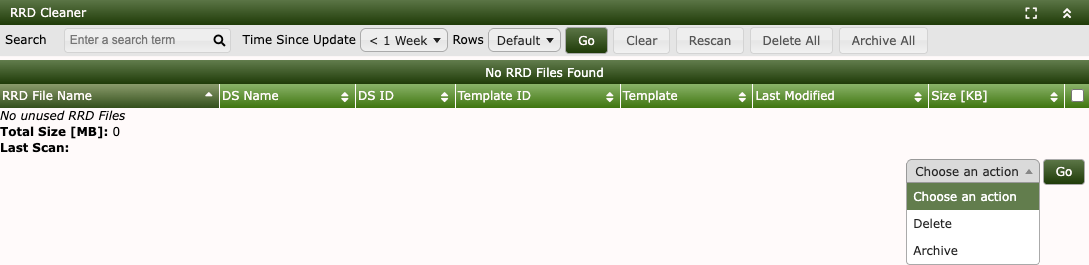 RRD Cleaner
Search Enter a search term Time Since Update < 1 Week Rows Default Go Clear Rescan Delete All Archive All
No RRD Files Found
RRD File Name DS Name DS ID Template ID Template Last Modified Size [KB]
No unused RRD Files
Total Size [MB]: 0
Last Scan:
Choose an action Go
Choose an action
Delete
Archive